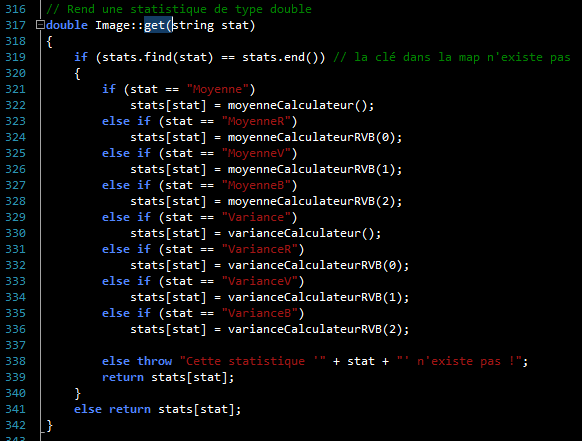 316 // Rend une statistique de type double
317 double Image::get(string stat)
318 {
319 if (stats.find(stat) == stats.end()) // la clé dans la map n'existe pas
320 {
321 if (stat == "Moyenne")
322 stats[stat] = moyenneCalculateur();
323 else if (stat == "MoyenneR")
324 stats[stat] = moyenneCalculateurRVB(0);
325 else if (stat == "MoyenneV")
326 stats[stat] = moyenneCalculateurRVB(1);
327 else if (stat == "MoyenneB")
328 stats[stat] = moyenneCalculateurRVB(2);
329 else if (stat == "Variance")
330 stats[stat] = varianceCalculateur();
331 else if (stat == "VarianceR")
332 stats[stat] = varianceCalculateurRVB(0);
333 else if (stat == "VarianceV")
334 stats[stat] = varianceCalculateurRVB(1);
335 else if (stat == "VarianceB")
336 stats[stat] = varianceCalculateurRVB(2);
337
338 else throw "Cette statistique '" + stat + "' n'existe pas !";
339 return stats[stat];
340 }
341 else return stats[stat];
342 }